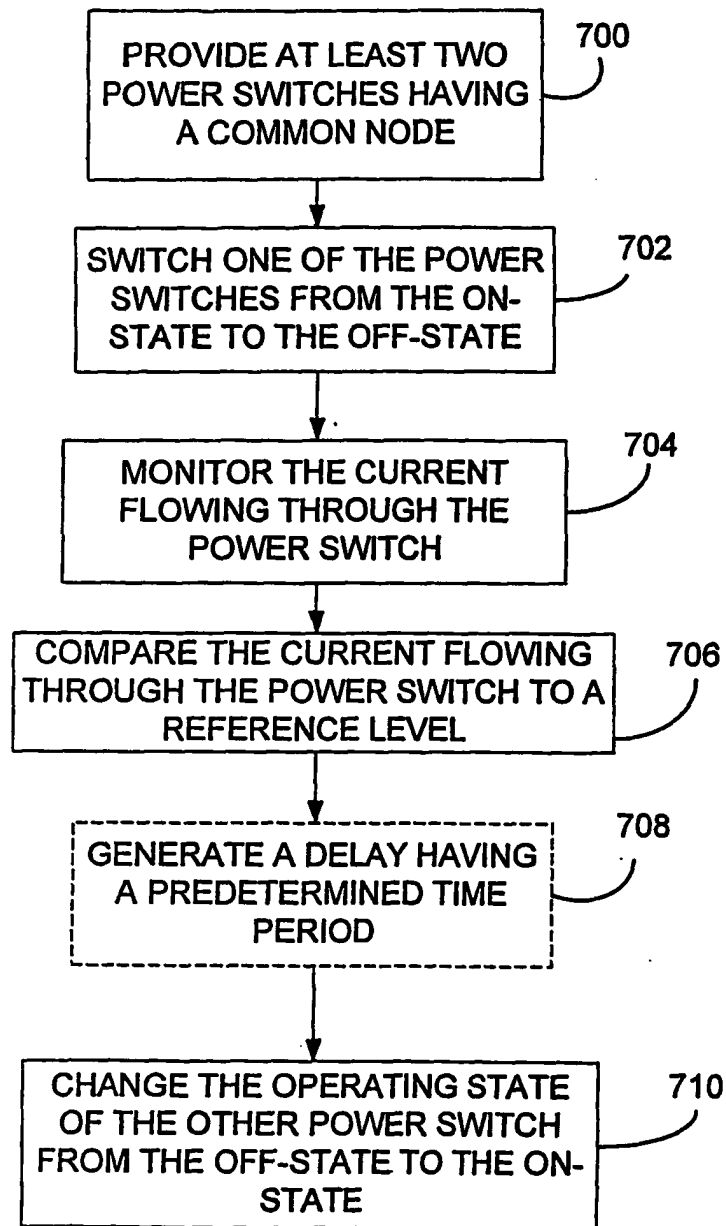 PROVIDE AT LEAST TWO
POWER SWITCHES HAVING
A COMMON NODE
700
SWITCH ONE OF THE POWER
SWITCHES FROM THE ON-
STATE TO THE OFF-STATE
702
MONITOR THE CURRENT
FLOWING THROUGH THE
POWER SWITCH
704
COMPARE THE CURRENT FLOWING
THROUGH THE POWER SWITCH TO A
REFERENCE LEVEL
706
GENERATE A DELAY HAVING
A PREDETERMINED TIME
PERIOD
708
CHANGE THE OPERATING STATE
OF THE OTHER POWER SWITCH
FROM THE OFF-STATE TO THE ON-
STATE
710